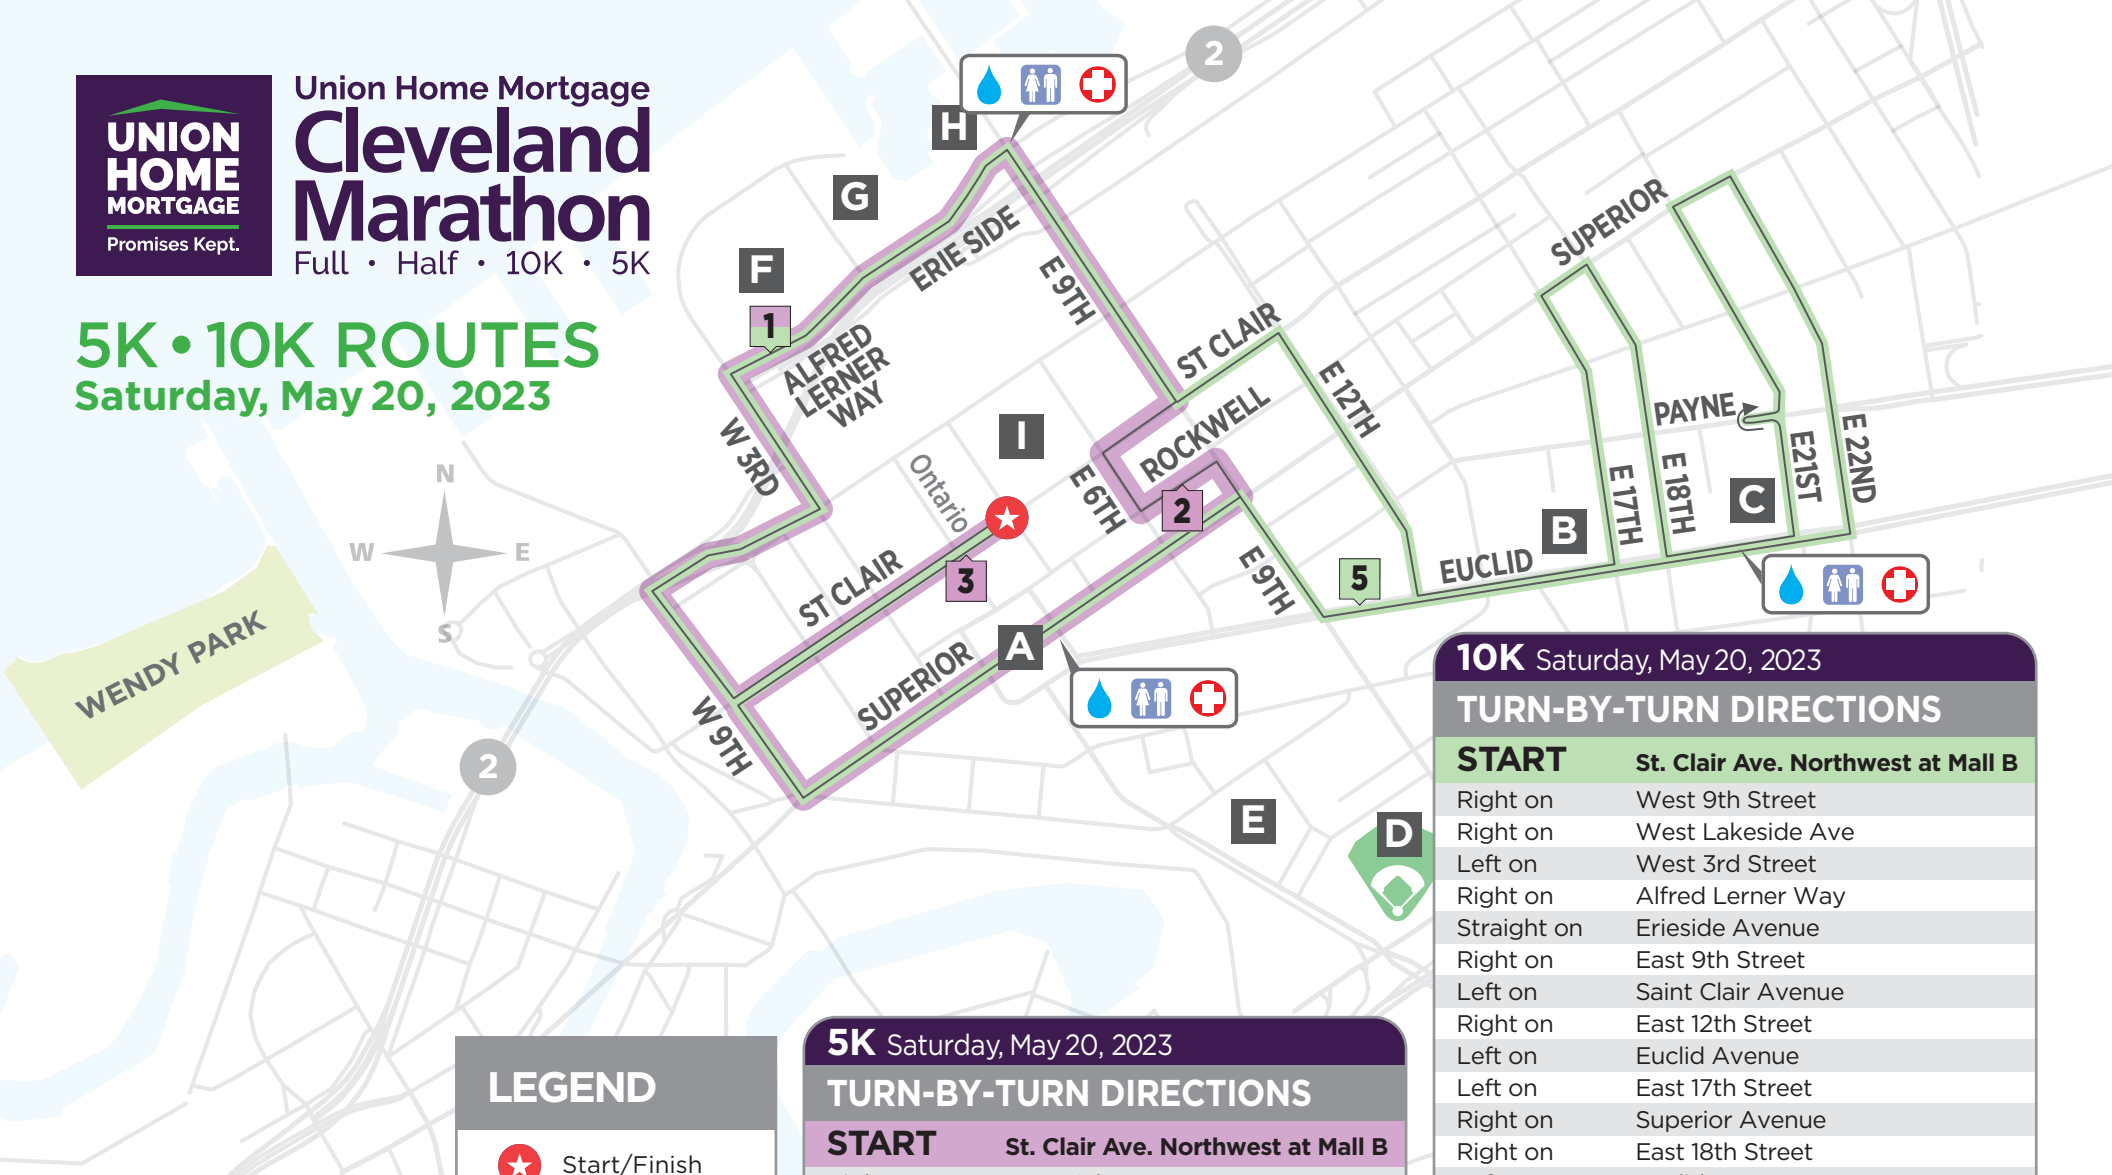 UNION
HOME
MORTGAGE
Promises Kept.
Union Home Mortgage
Cleveland
Marathon
Full • Half • 10K • 5K
5K • 10K ROUTES
Saturday, May 20, 2023
2
H
G
F
1
ERIE SIDE
E 9TH
ALFRED
LERNER
WAY
W 3RD
SUPERIOR
ST CLAIR
E 12TH
ROCKWELL
PAYNE
E 22ND
E21ST
E 18TH
E 17TH
I
Ontario
E 6TH
2
C
B
N
W
E
S
ST CLAIR
3
E 9TH
5
EUCLID
WENDY PARK
A
SUPERIOR
W 9TH
2
E
D
10K Saturday, May 20, 2023
TURN-BY-TURN DIRECTIONS
START St. Clair Ave. Northwest at Mall B
Right on West 9th Street
Right on West Lakeside Ave
Left on West 3rd Street
Right on Alfred Lerner Way
Straight on Erieside Avenue
Right on East 9th Street
Left on Saint Clair Avenue
Right on East 12th Street
Left on Euclid Avenue
Left on East 17th Street
Right on Superior Avenue
Right on East 18th Street
LEGEND
Start/Finish
5K Saturday, May 20, 2023
TURN-BY-TURN DIRECTIONS
START St. Clair Ave. Northwest at Mall B